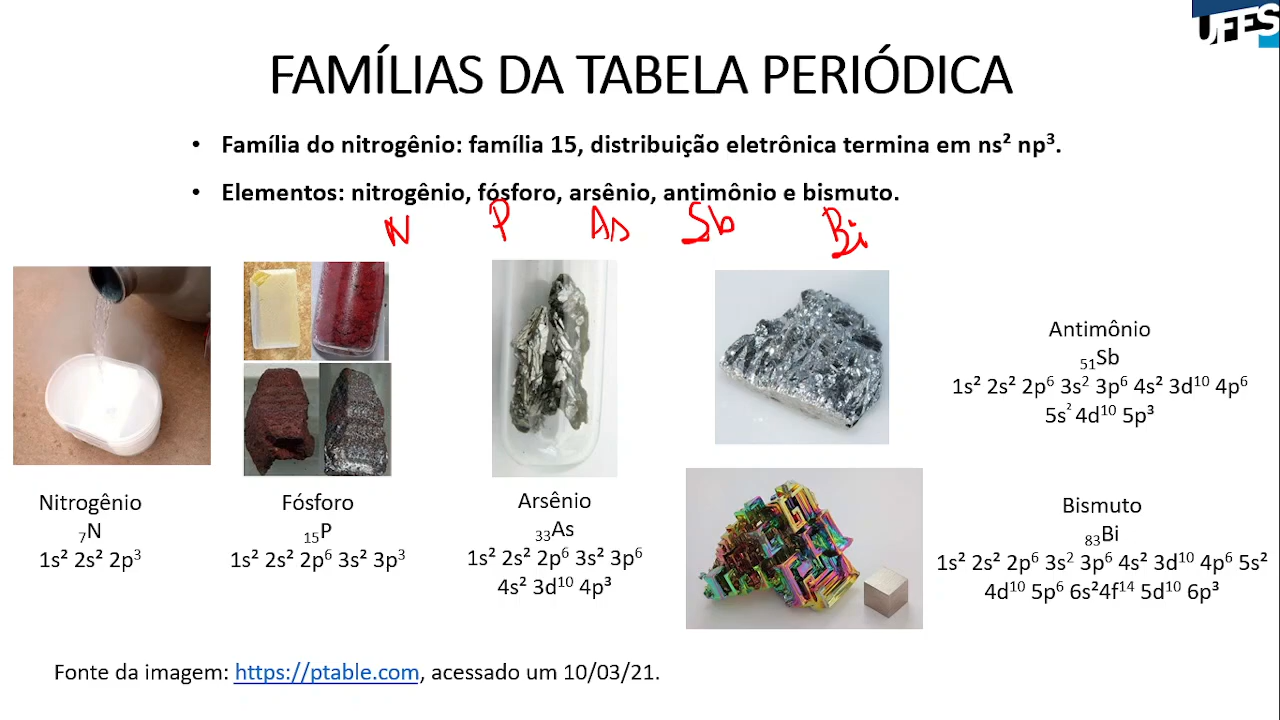 UFES
FAMÍLIAS DA TABELA PERIÓDICA
• Família do nitrogênio: família 15, distribuição eletrônica termina em ns² np³.
• Elementos: nitrogênio, fósforo, arsênio, antimônio e bismuto.
N P As Sb Bi
Nitrogênio
₇N
1s² 2s² 2p³
Fósforo
₁₅P
1s² 2s² 2p⁶ 3s² 3p³
Arsênio
₃₃As
1s² 2s² 2p⁶ 3s² 3p⁶
4s² 3d¹⁰ 4p³
Antimônio
₅₁Sb
1s² 2s² 2p⁶ 3s² 3p⁶ 4s² 3d¹⁰ 4p⁶
5s² 4d¹⁰ 5p³
Bismuto
₈₃Bi
1s² 2s² 2p⁶ 3s² 3p⁶ 4s² 3d¹⁰ 4p⁶ 5s²
4d¹⁰ 5p⁶ 6s²4f¹⁴ 5d¹⁰ 6p³
Fonte da imagem: https://ptable.com, acessado um 10/03/21.